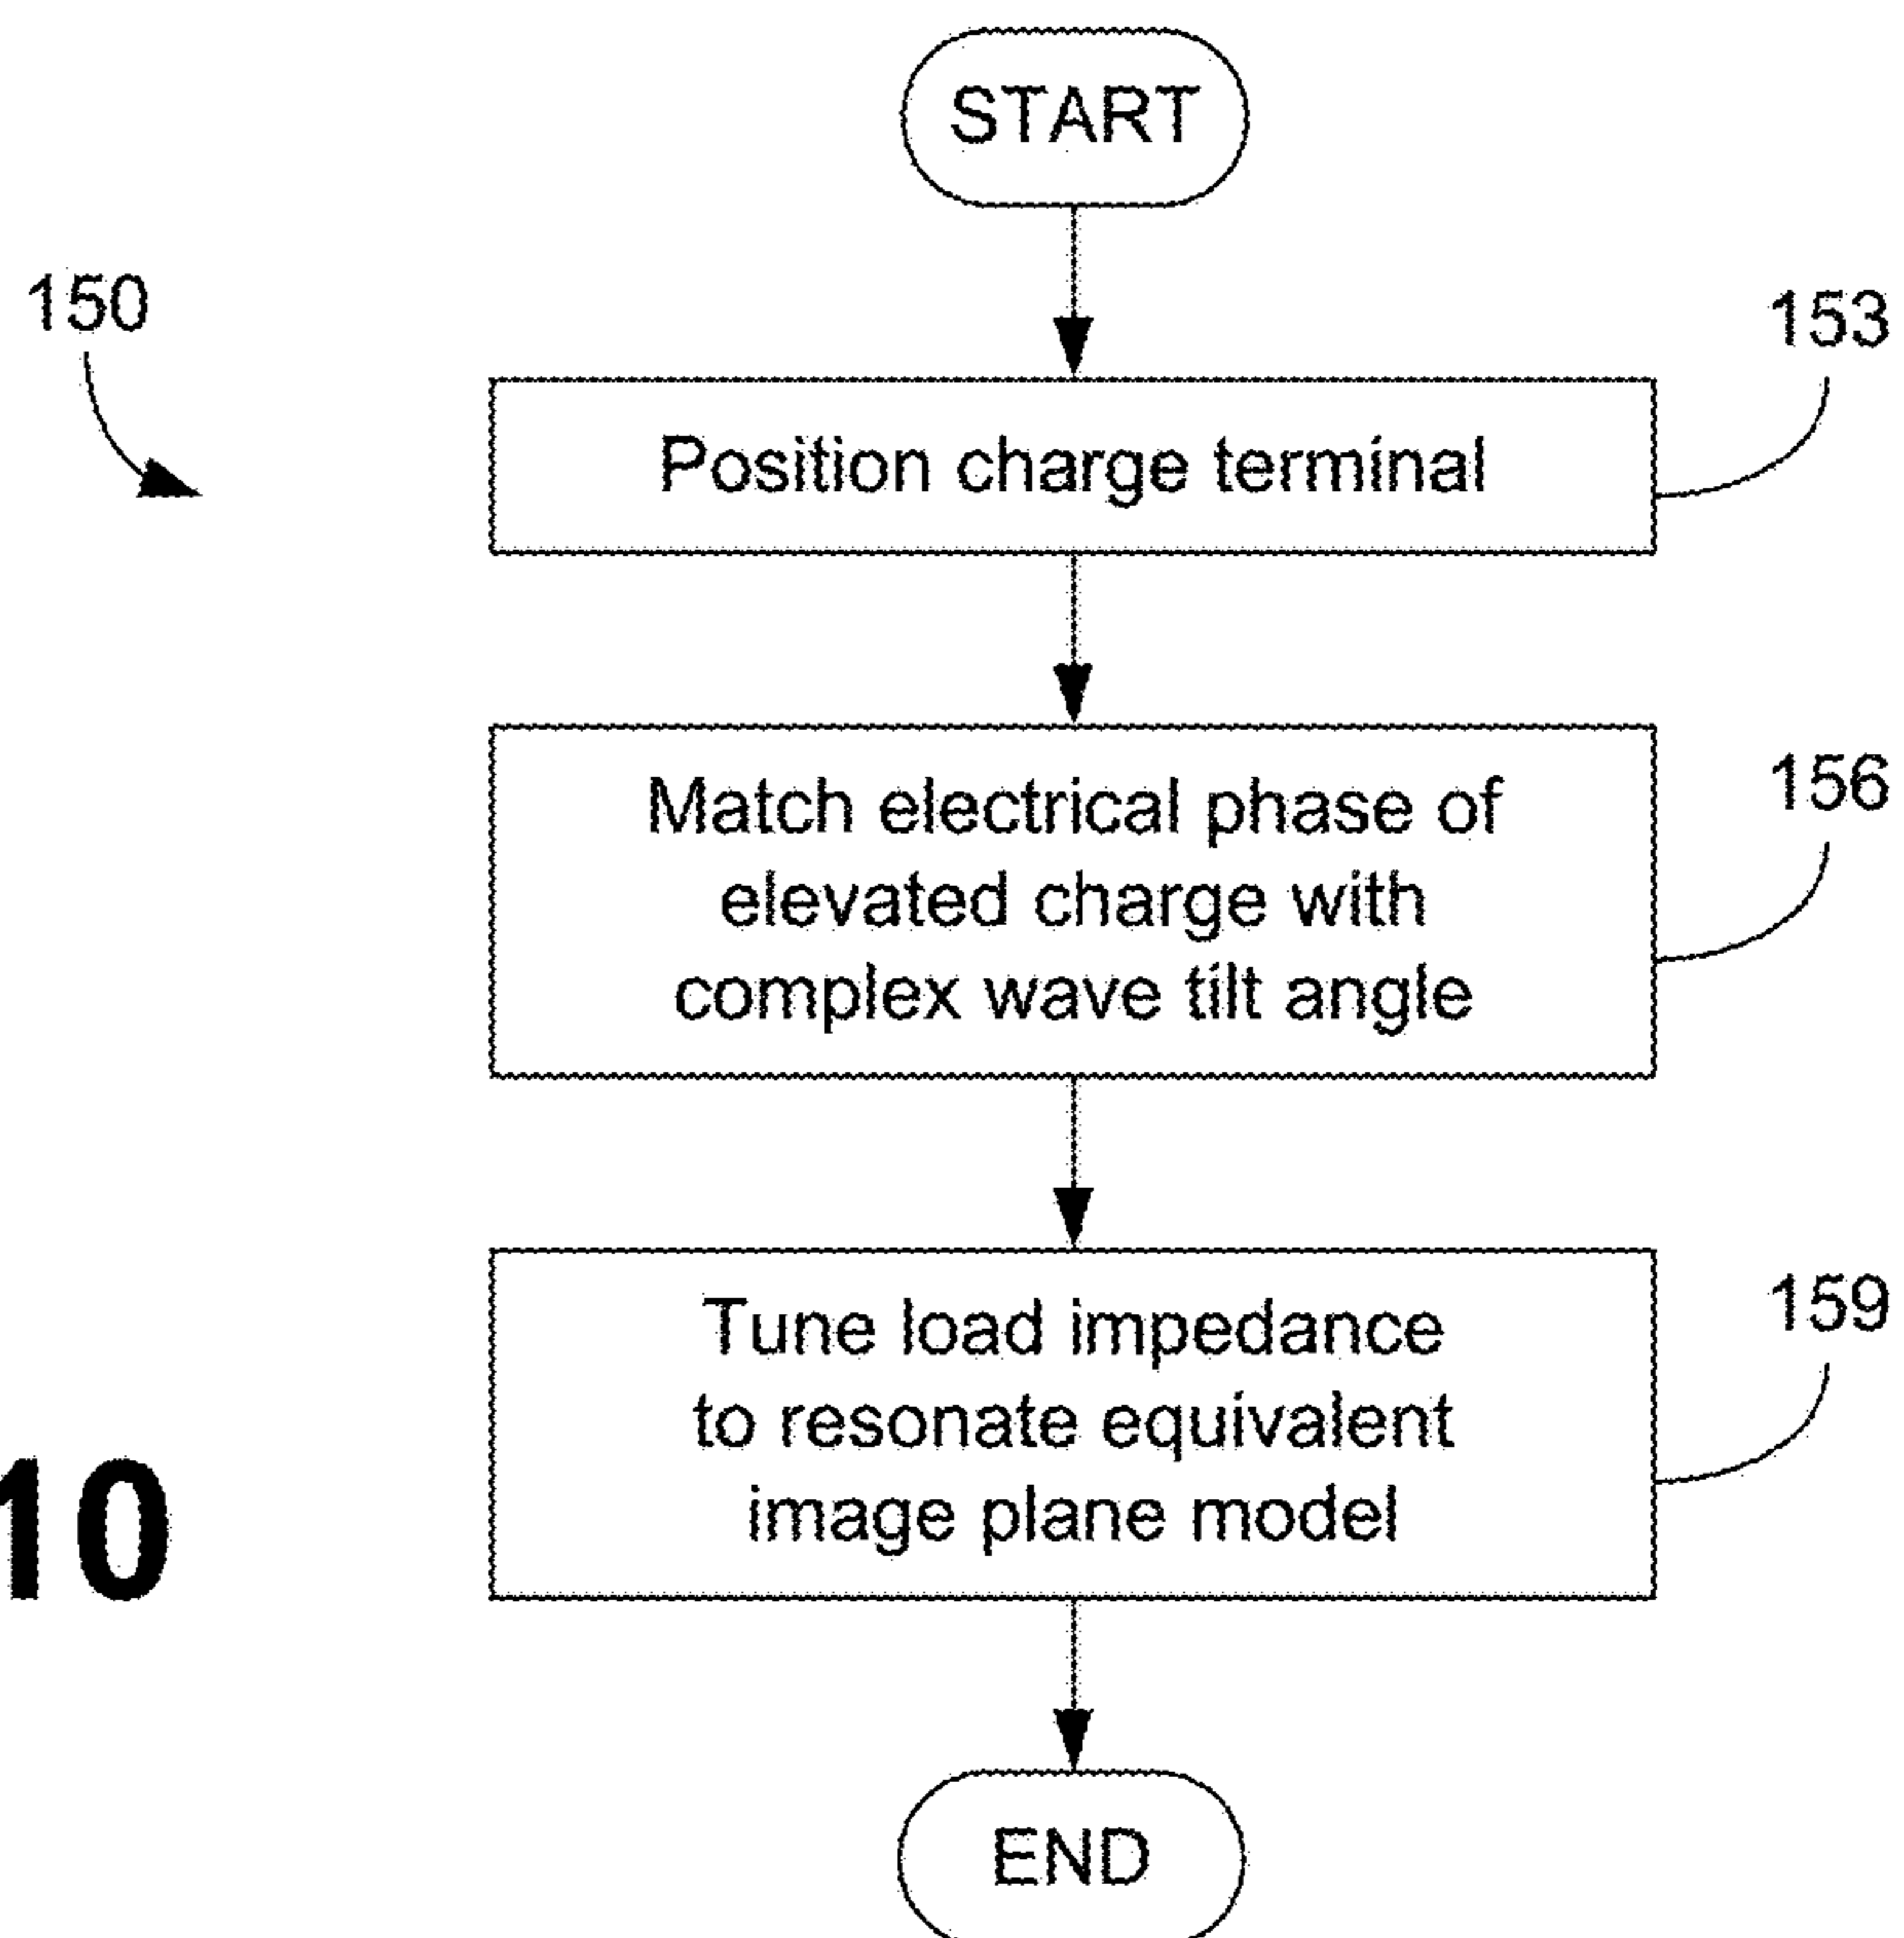 START
150
153
Position charge terminal
156
Match electrical phase of
elevated charge with
complex wave tilt angle
159
Tune load impedance
to resonate equivalent
image plane model
10
END